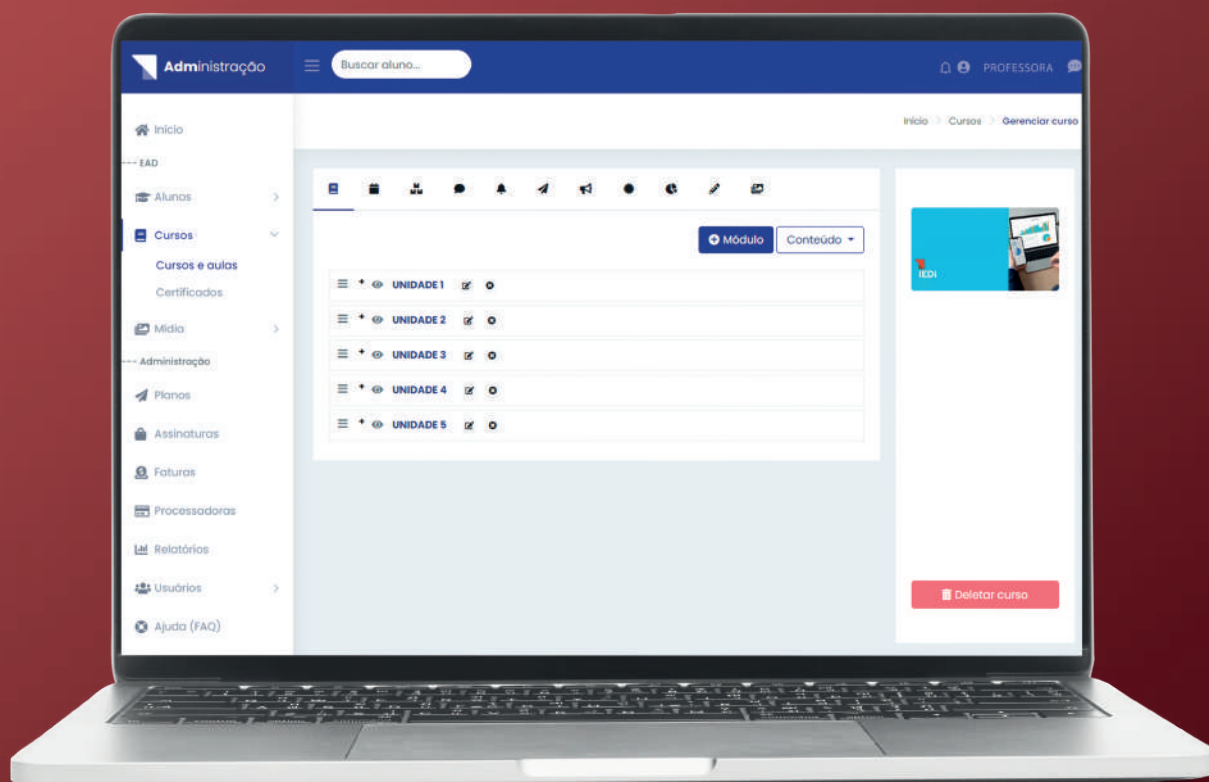 Administração
Buscar aluno...
PROFESSORA
Início
Início > Cursos > Gerenciar curso
--- EAD
Alunos
Cursos
Cursos e aulas
Certificados
Mídia
--- Administração
Planos
Assinaturas
Faturas
Processadoras
Relatórios
Usuários
Ajuda (FAQ)
Módulo
Conteúdo
UNIDADE 1
UNIDADE 2
UNIDADE 3
UNIDADE 4
UNIDADE 5
IEDI
Deletar curso